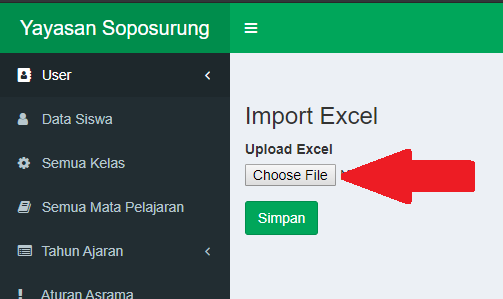 Yayasan Soposurung
User
Data Siswa
Semua Kelas
Semua Mata Pelajaran
Tahun Ajaran
Aturan Asrama
Import Excel
Upload Excel
Choose File
Simpan